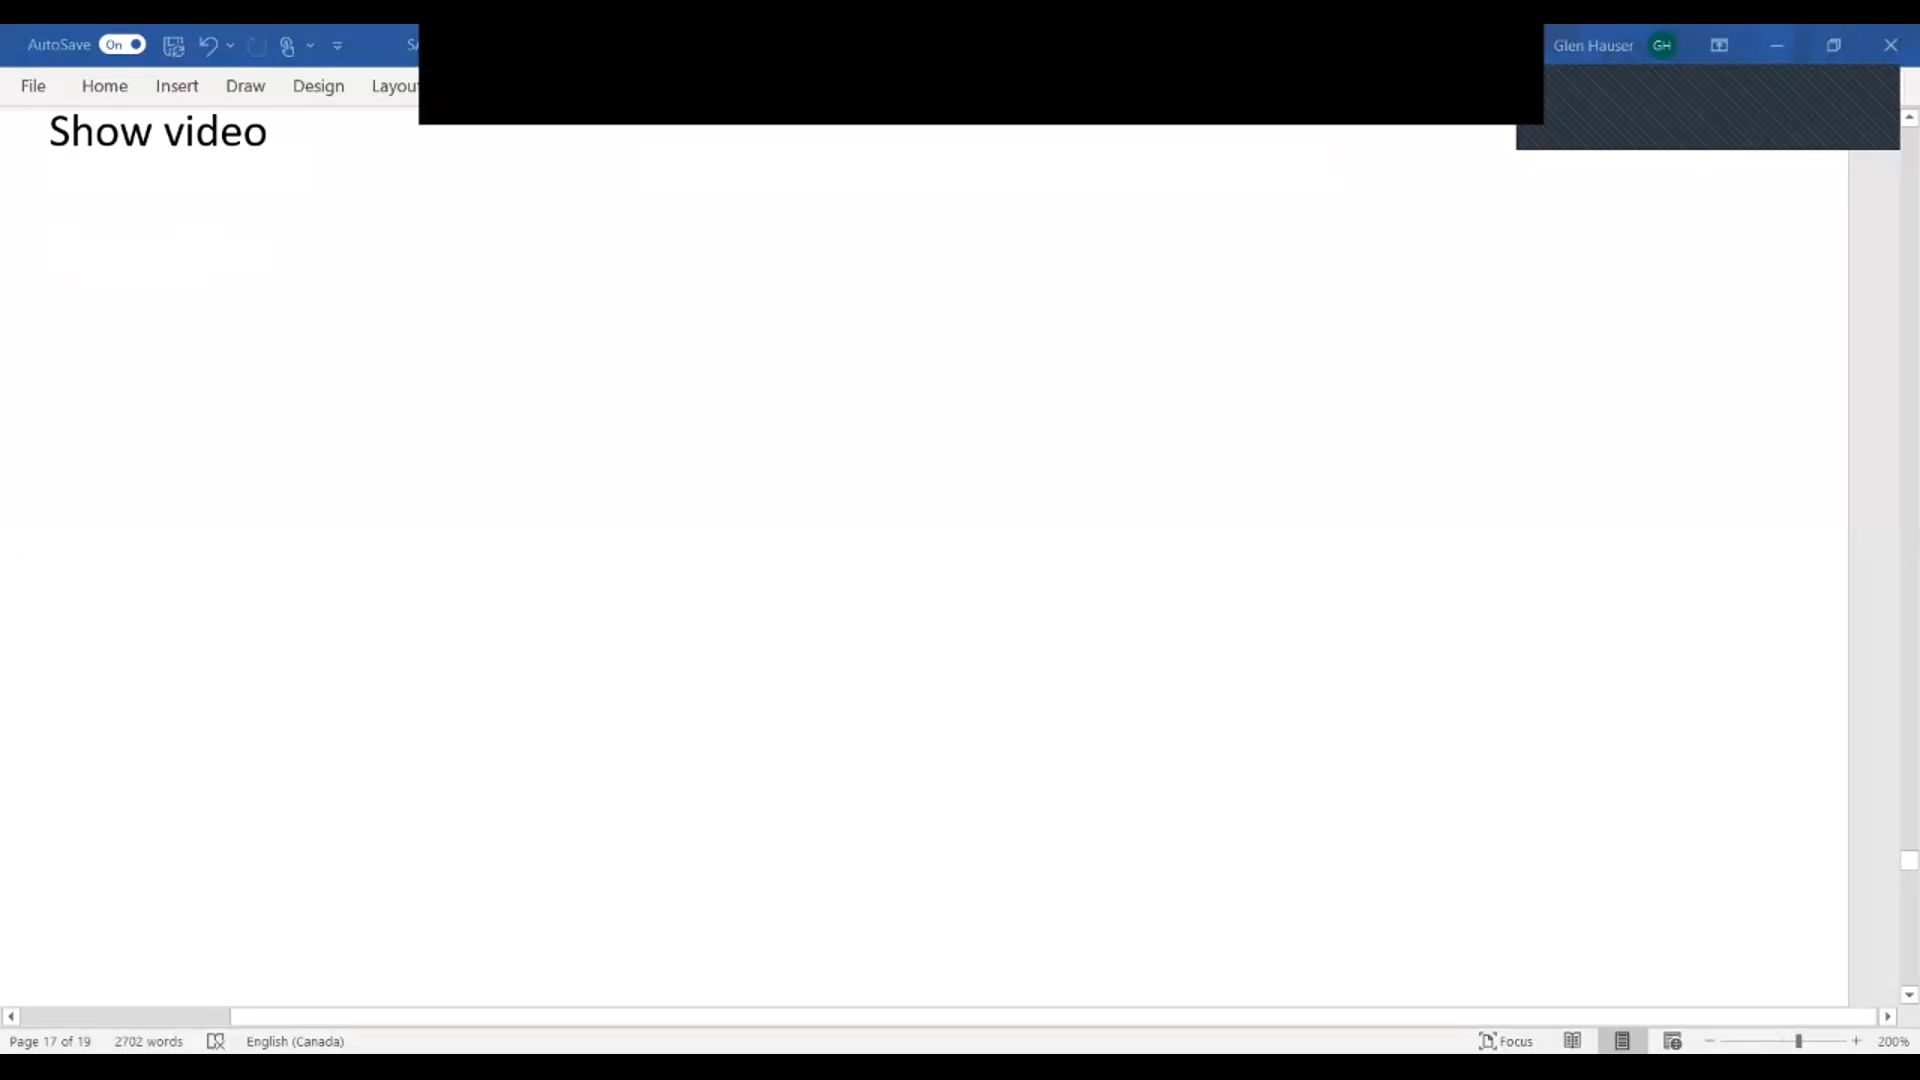 AutoSave On
Glen Hauser GH
File Home Insert Draw Design
Show video
Page 17 of 19 2702 words English (Canada) Focus 200%